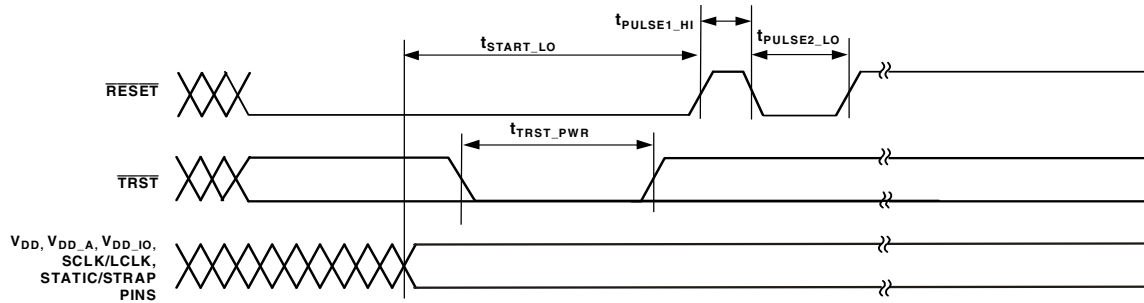 tPULSE1_HI
tPULSE2_LO
tSTART_LO
RESET
tTRST_PWR
TRST
VDD, VDD_A, VDD_IO,
SCLK/LCLK,
STATIC/STRAP
PINS